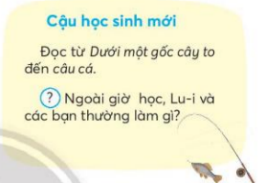 Cậu học sinh mới
Đọc từ Dưới một gốc cây to
đến câu cá.
? Ngoài giờ học, Lu-i và
các bạn thường làm gì?